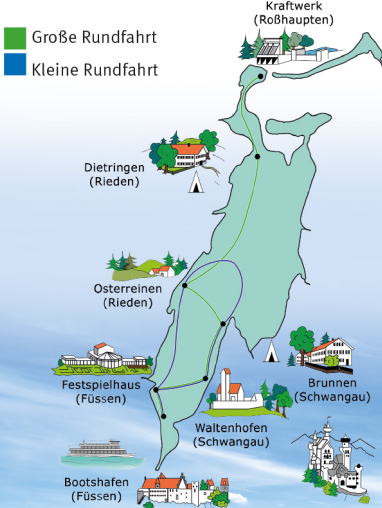 Kraftwerk
(Roßhaupten)
Große Rundfahrt
Kleine Rundfahrt
Dietringen
(Rieden)
Osterreinen
(Rieden)
Festspielhaus
(Füssen)
Brunnen
(Schwangau)
Waltenhofen
(Schwangau)
Bootshafen
(Füssen)